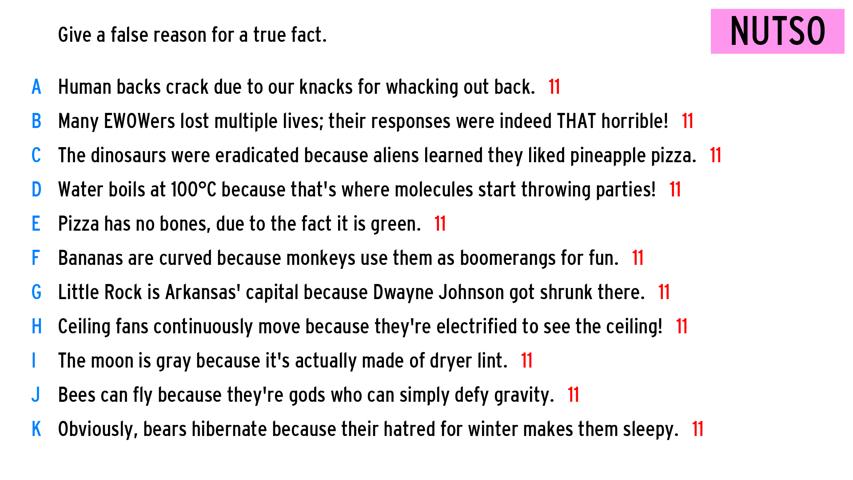 Give a false reason for a true fact.
NUTSO
A Human backs crack due to our knacks for whacking out back. 11
B Many EWOWers lost multiple lives; their responses were indeed THAT horrible! 11
C The dinosaurs were eradicated because aliens learned they liked pineapple pizza. 11
D Water boils at 100°C because that's where molecules start throwing parties! 11
E Pizza has no bones, due to the fact it is green. 11
F Bananas are curved because monkeys use them as boomerangs for fun. 11
G Little Rock is Arkansas' capital because Dwayne Johnson got shrunk there. 11
H Ceiling fans continuously move because they're electrified to see the ceiling! 11
I The moon is gray because it's actually made of dryer lint. 11
J Bees can fly because they're gods who can simply defy gravity. 11
K Obviously, bears hibernate because their hatred for winter makes them sleepy. 11